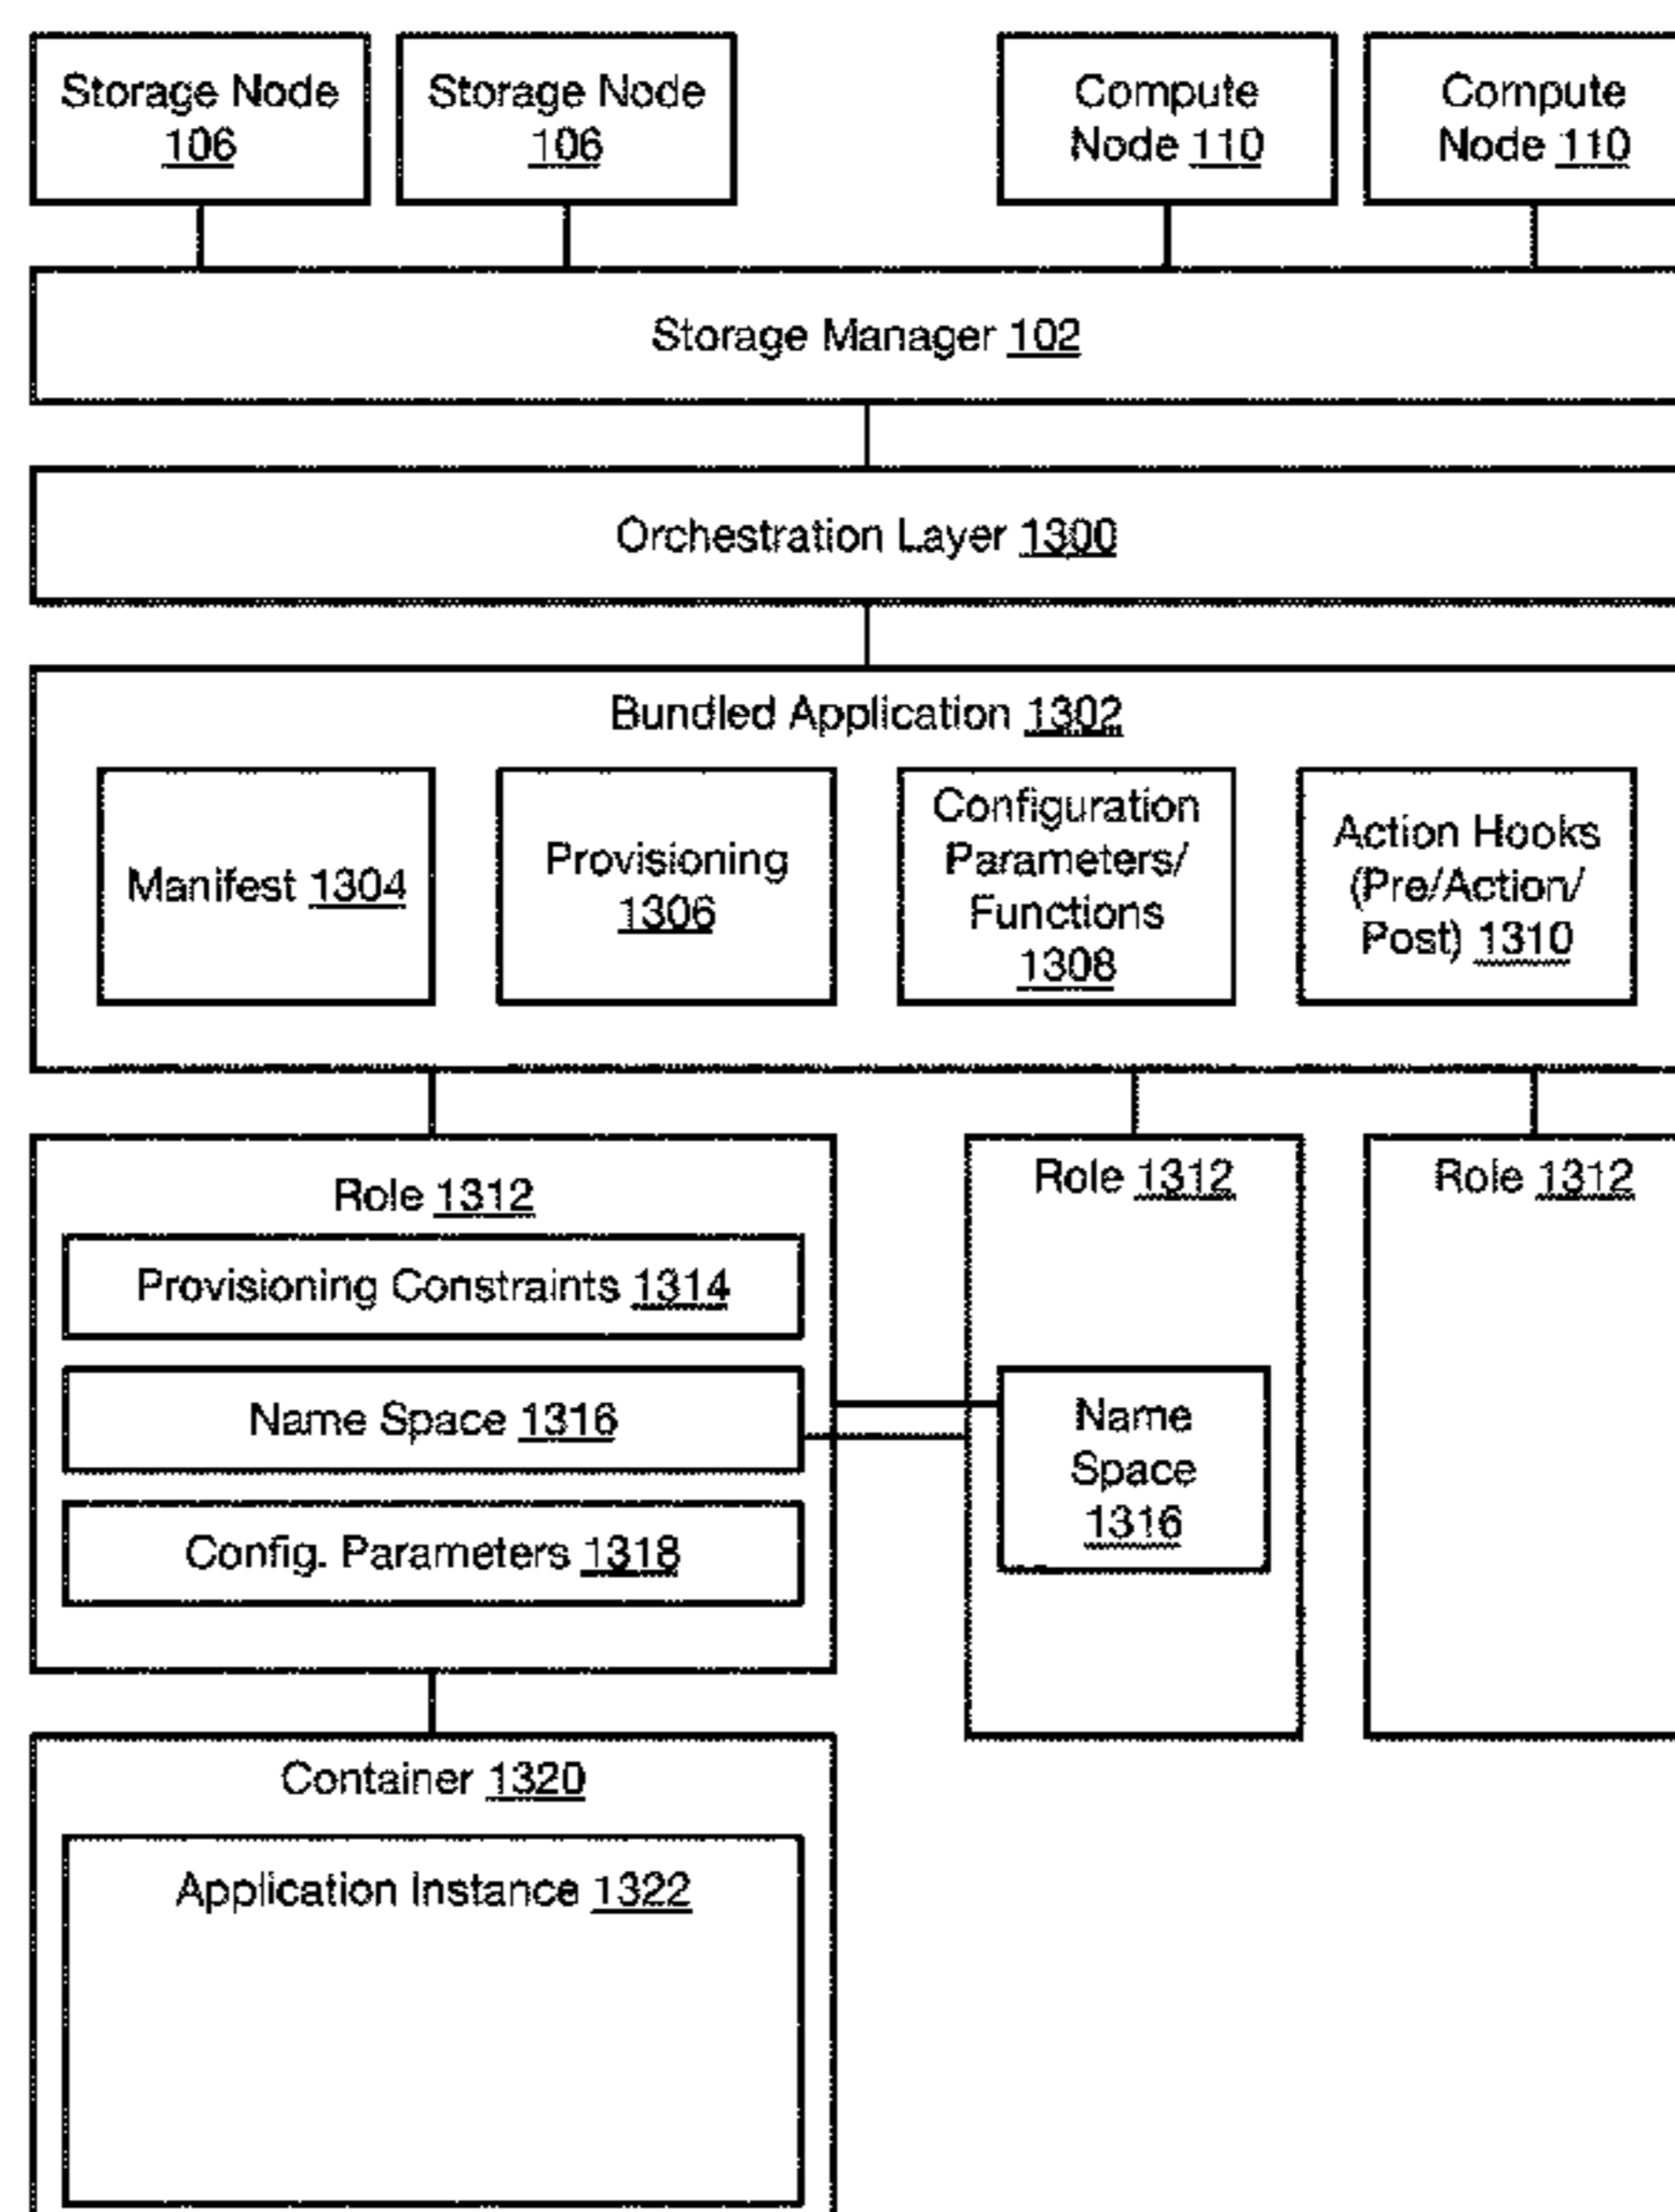 Storage Node
106
Storage Node
106
Compute
Node 110
Compute
Node 110
Storage Manager 102
Orchestration Layer 1300
Bundled Application 1302
Manifest 1304
Provisioning
1306
Configuration
Parameters/
Functions
1308
Action Hooks
(Pre/Action/
Post) 1310
Role 1312
Provisioning Constraints 1314
Name Space 1316
Config. Parameters 1318
Role 1312
Name
Space
1316
Role 1312
Container 1320
Application Instance 1322